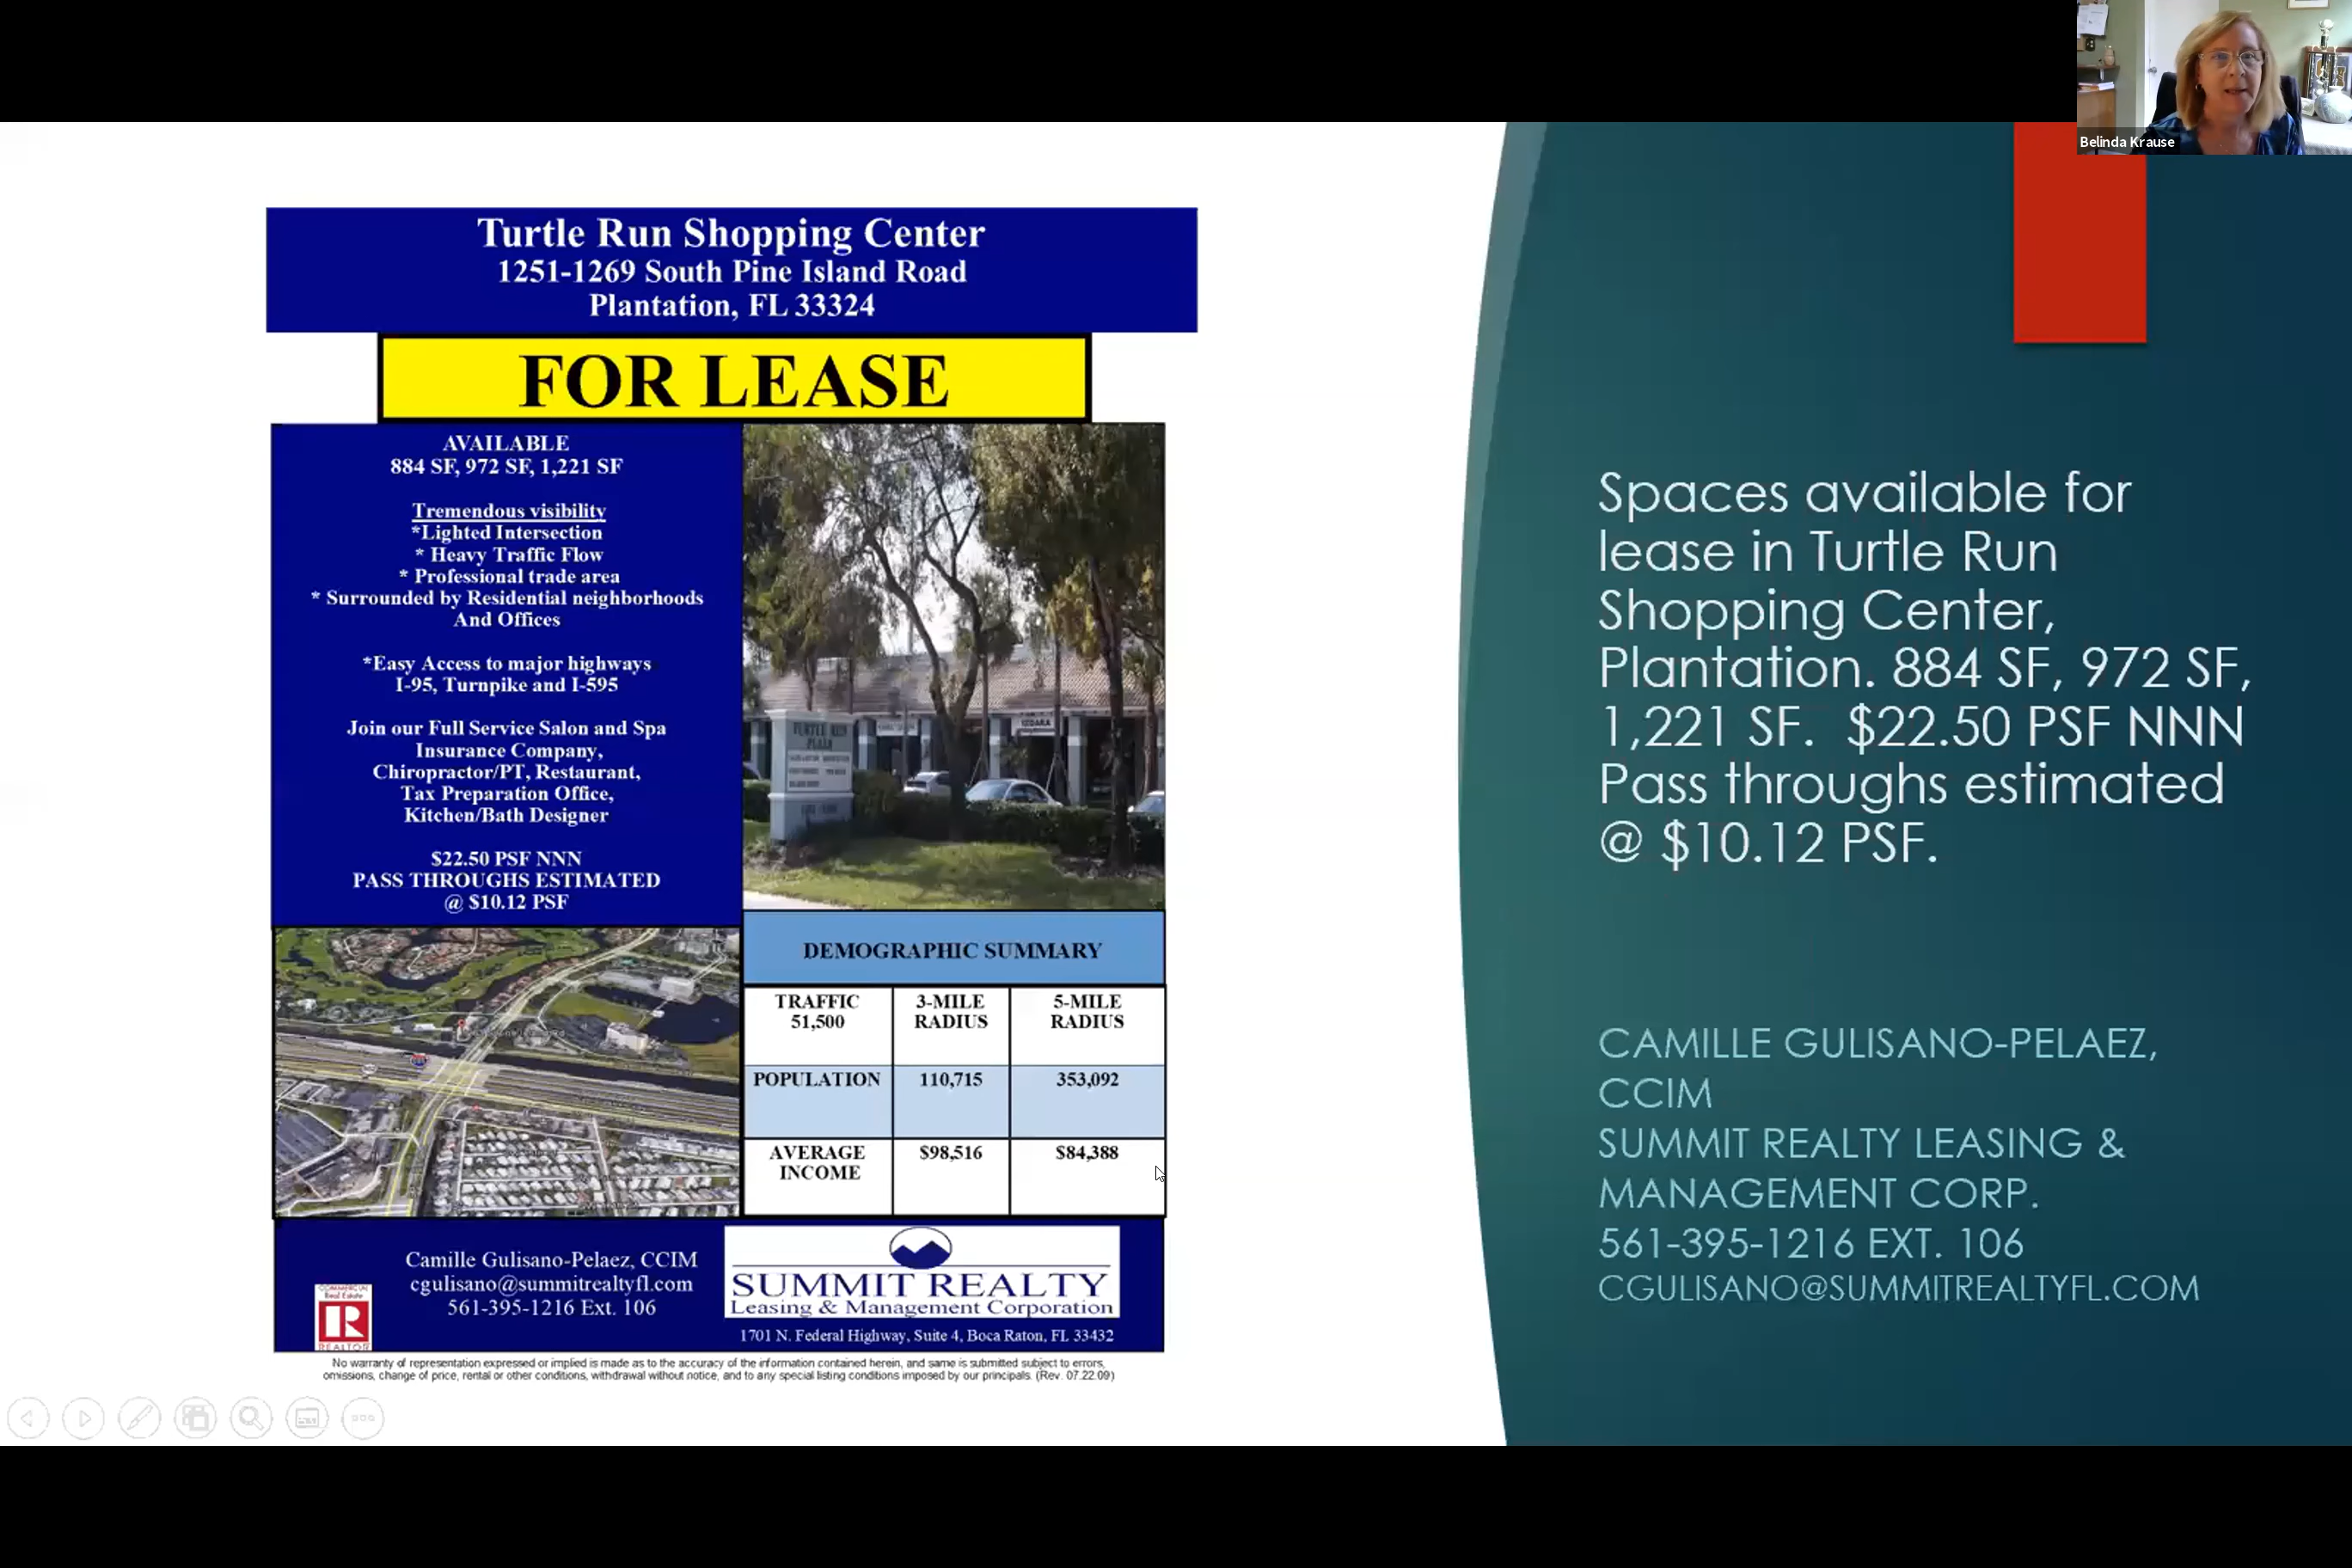 Belinda Krause
Turtle Run Shopping Center
1251-1269 South Pine Island Road
Plantation, FL 33324
FOR LEASE
AVAILABLE
884 SF, 972 SF, 1,221 SF
Tremendous visibility
*Lighted Intersection
* Heavy Traffic Flow
* Professional trade area
* Surrounded by Residential neighborhoods
And Offices
*Easy Access to major highways
I-95, Turnpike and I-595
Join our Full Service Salon and Spa
Insurance Company,
Chiropractor/PT, Restaurant,
Tax Preparation Office,
Kitchen/Bath Designer
$22.50 PSF NNN
PASS THROUGHS ESTIMATED
@ $10.12 PSF
TURTLE RUN
PLAZA
DEMOGRAPHIC SUMMARY
TRAFFIC
51,500
3-MILE
RADIUS
5-MILE
RADIUS
POPULATION
110,715
353,092
AVERAGE
INCOME
$98,516
$84,388
COMMERCIAL
Real Estate
R
REALTOR
Camille Gulisano-Pelaez, CCIM
cgulisano@summitrealtyfl.com
561-395-1216 Ext. 106
SUMMIT REALTY
Leasing & Management Corporation
1701 N. Federal Highway, Suite 4, Boca Raton, FL 33432
No warranty of representation expressed or implied is made as to the accuracy of the information contained herein, and same is submitted subject to errors,
omissions, change of price, rental or other conditions, withdrawal without notice, and to any special listing conditions imposed by our principals. (Rev. 07.22.09)
Spaces available for
lease in Turtle Run
Shopping Center,
Plantation. 884 SF, 972 SF,
1,221 SF.  $22.50 PSF NNN
Pass throughs estimated
@ $10.12 PSF.
CAMILLE GULISANO-PELAEZ,
CCIM
SUMMIT REALTY LEASING &
MANAGEMENT CORP.
561-395-1216 EXT. 106
CGULISANO@SUMMITREALTYFL.COM